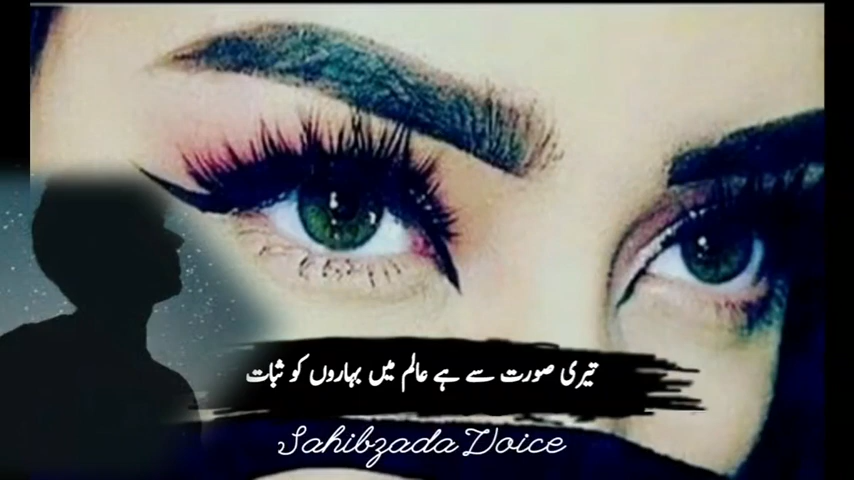 تیری صورت سے ہے عالم میں بہاروں کو ثبات
Sahibzada Voice